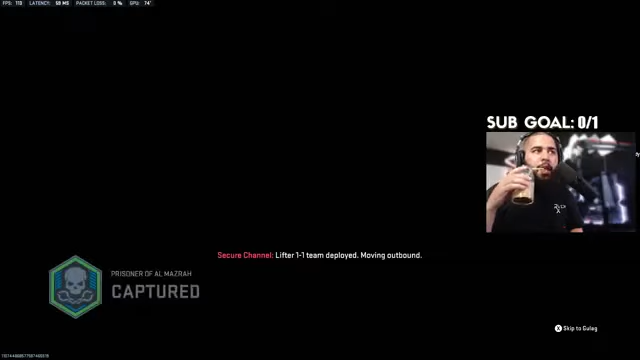 FPS: 119 LATENCY: 58 MS PACKET LOSS: 0 % GPU: 74°
SUB GOAL: 0/1
Secure Channel: Lifter 1-1 team deployed. Moving outbound.
PRISONER OF AL MAZRAH
CAPTURED
X Skip to Gulag